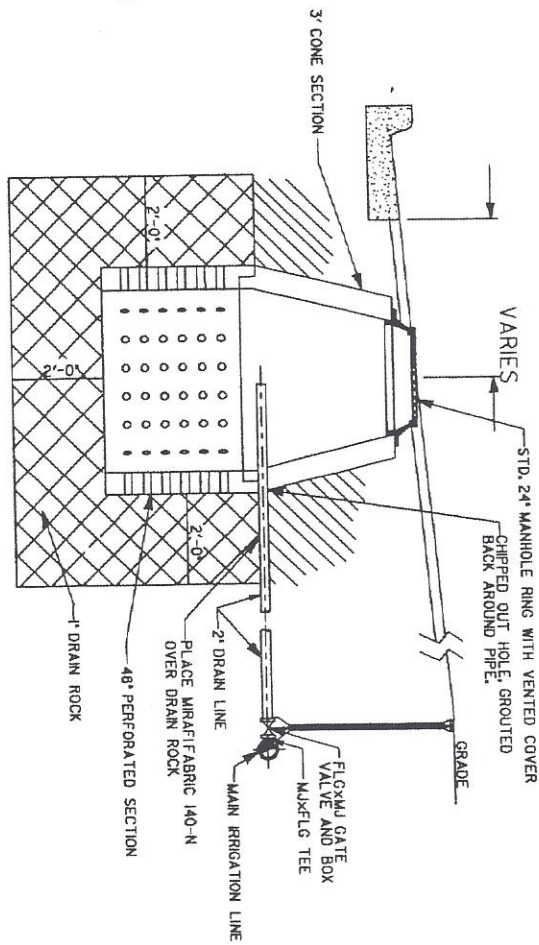 VARIES
STD. 24" MANHOLE RING WITH VENTED COVER
CHIPPED OUT HOLE, GROUTED
BACK AROUND PIPE.
GRADE
3' CONE SECTION
FLGxMJ GATE
VALVE AND BOX
MJxFLG TEE
MAIN IRRIGATION LINE
2" DRAIN LINE
PLACE MIRAFI FABRIC 140-N
OVER DRAIN ROCK
48" PERFORATED SECTION
1" DRAIN ROCK
2'-0"
2'-0"
2'-0"